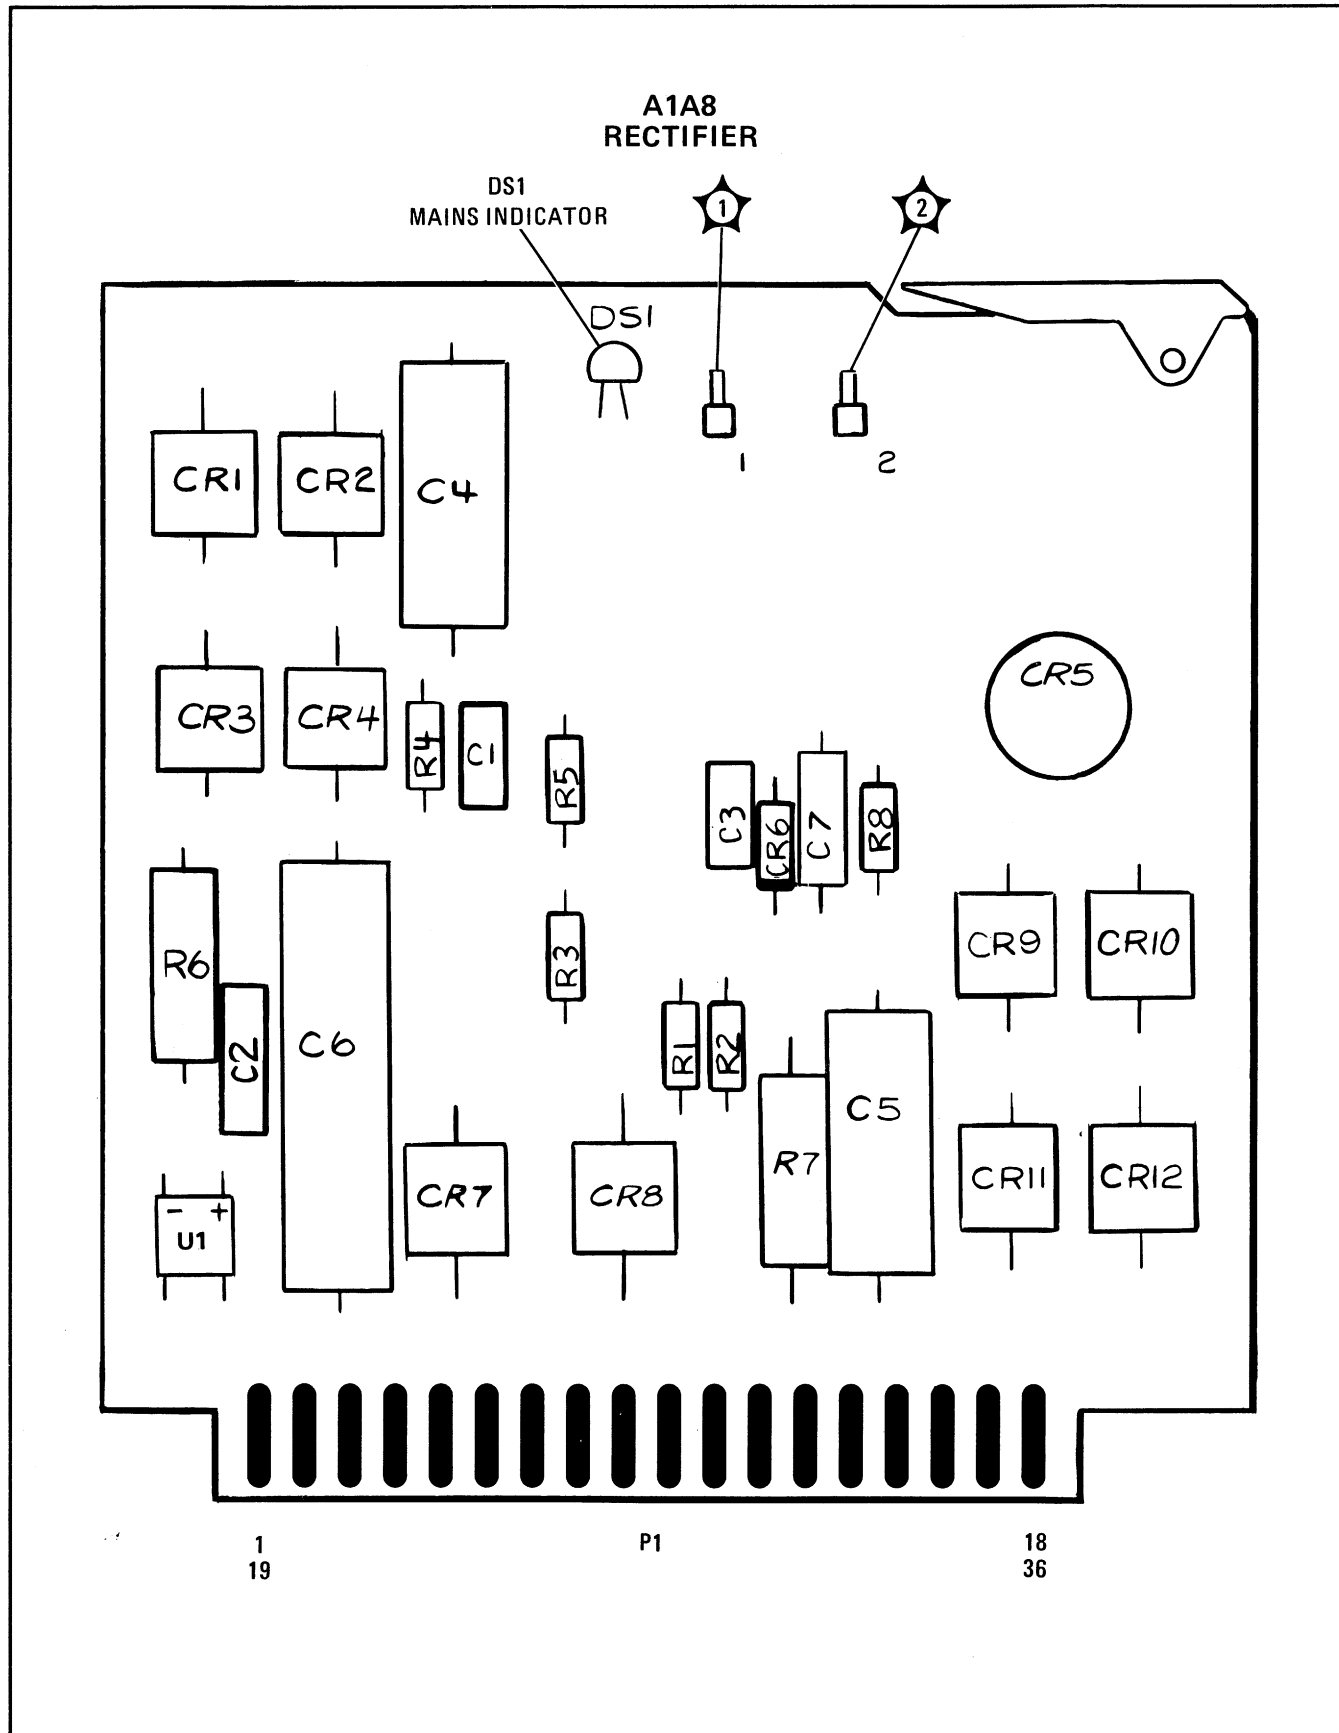 A1A8
RECTIFIER
DS1
MAINS INDICATOR
1
2
DS1
1
2
CR1
CR2
C4
CR3
CR4
R4
C1
R5
C3
CR6
C7
R8
CR5
R6
C2
C6
R3
R1
R2
R7
C5
CR9
CR10
CR7
CR8
CR11
CR12
- +
U1
1
19
P1
18
36